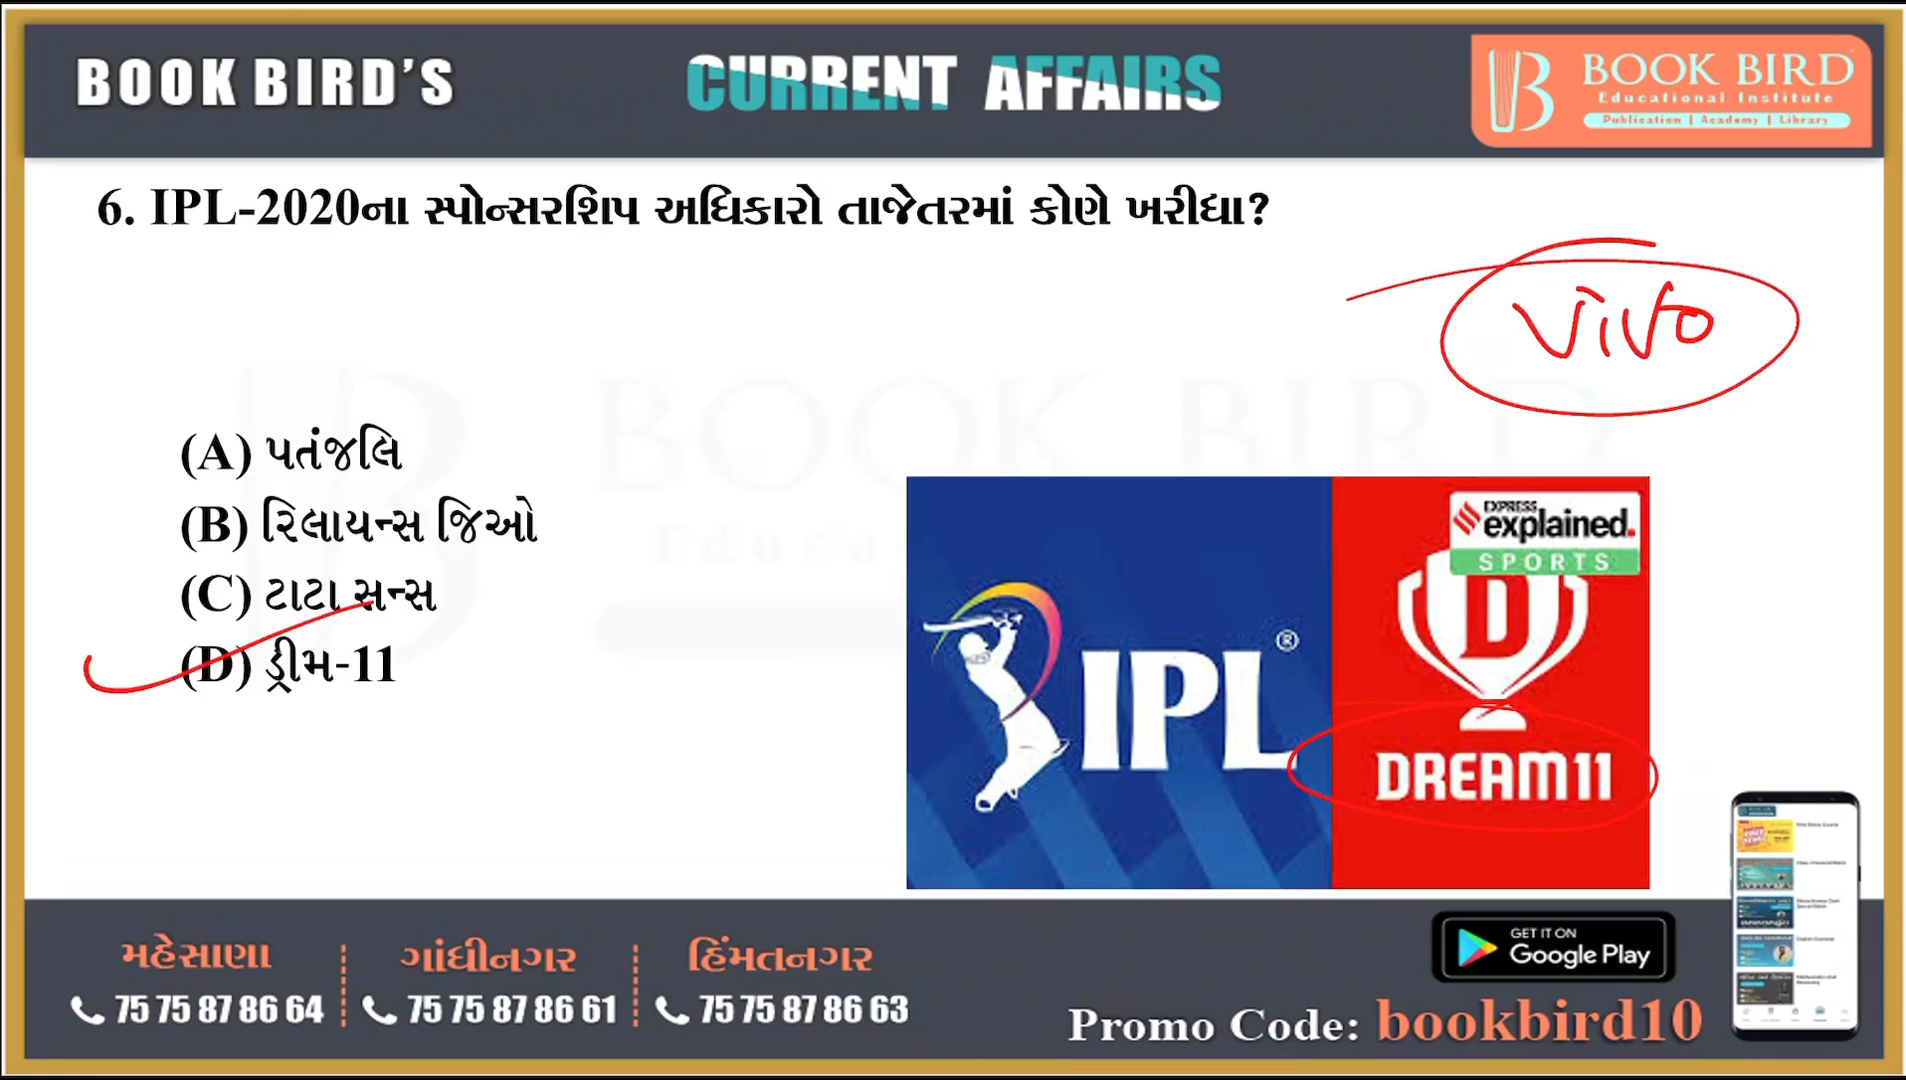 BOOK BIRD'S
CURRENT AFFAIRS
BOOK BIRD
Educational Institute
Publication | Academy | Library
6. IPL-2020ના સ્પોન્સરશિપ અધિકારો તાજેતરમાં કોણે ખરીદ્યા?
vivo
(A) પતંજલિ
(B) રિલાયન્સ જિઓ
(C) ટાટા સન્સ
(D) ડ્રીમ-11
BOOK BIRD
IPL®
EXPRESS
explained.
SPORTS
D
DREAM11
મહેસાણા
75 75 87 86 64
ગાંધીનગર
75 75 87 86 61
હિંમતનગર
75 75 87 86 63
GET IT ON
Google Play
Promo Code: bookbird10